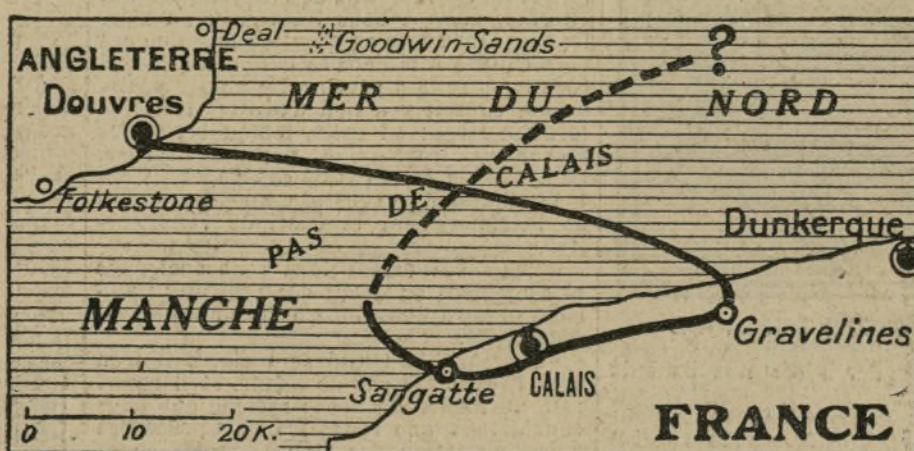 Deal
Goodwin-Sands
?
ANGLETERRE
Douvres
MER DU NORD
PAS DE CALAIS
Folkestone
Dunkerque
MANCHE
Gravelines
Sangatte
CALAIS
0 10 20 K.
FRANCE